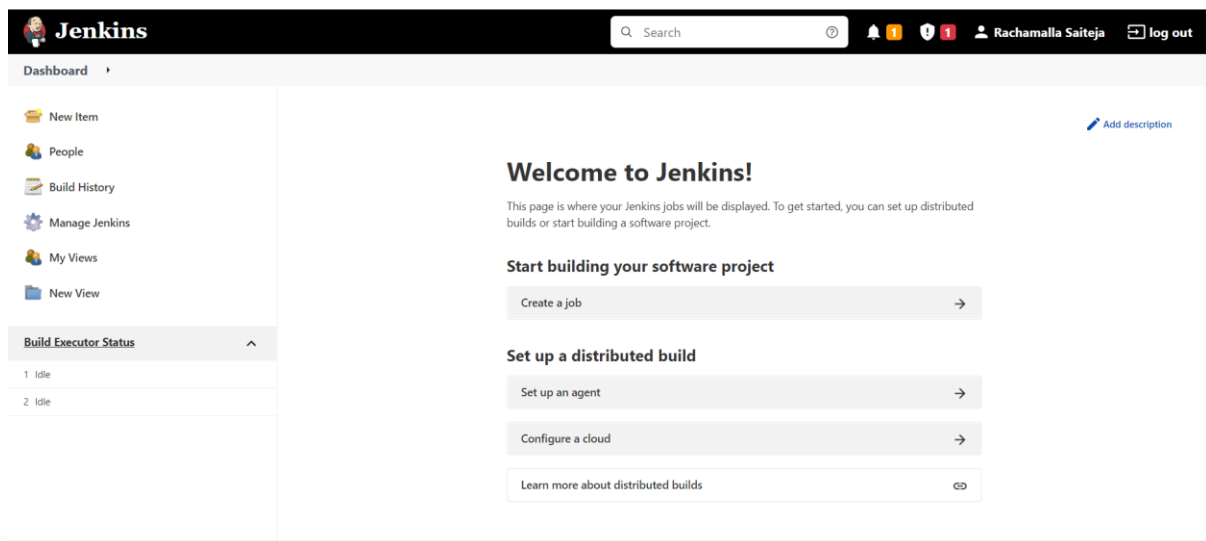 Jenkins
Search
1
1
Rachamalla Saiteja
log out
Dashboard
New Item
People
Build History
Manage Jenkins
My Views
New View
Build Executor Status
1 Idle
2 Idle
Add description
Welcome to Jenkins!
This page is where your Jenkins jobs will be displayed. To get started, you can set up distributed
builds or start building a software project.
Start building your software project
Create a job
Set up a distributed build
Set up an agent
Configure a cloud
Learn more about distributed builds